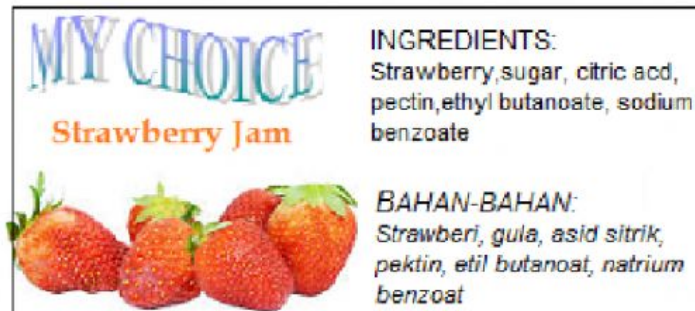 MY CHOICE
Strawberry Jam
INGREDIENTS:
Strawberry,sugar, citric acd,
pectin,ethyl butanoate, sodium
benzoate
BAHAN-BAHAN:
Strawberi, gula, asid sitrik,
pektin, etil butanoat, natrium
benzoat